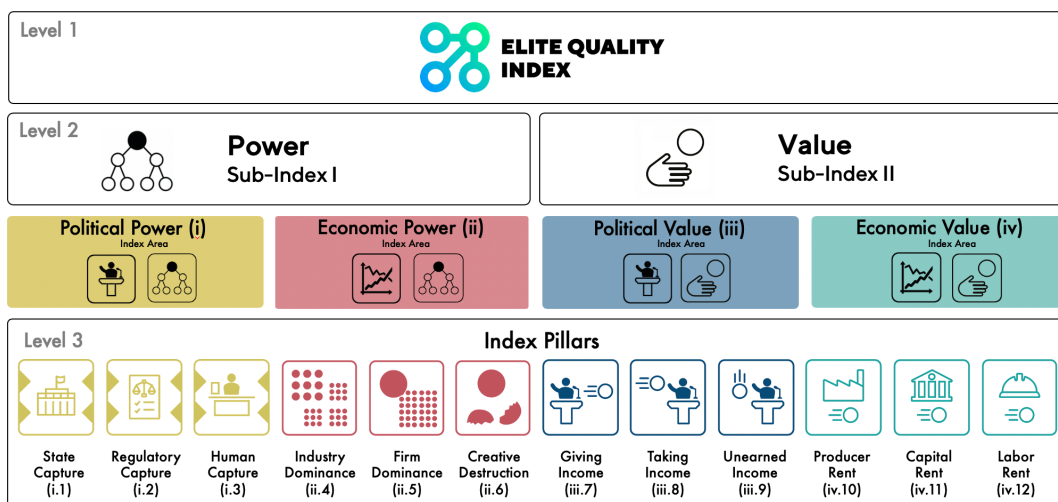 Level 1
ELITE QUALITY
INDEX
Level 2
Power
Sub-Index I
Value
Sub-Index II
Political Power (i)
Index Area
Economic Power (ii)
Index Area
Political Value (iii)
Index Area
Economic Value (iv)
Index Area
Level 3
Index Pillars
State
Capture
(i.1)
Regulatory
Capture
(i.2)
Human
Capture
(i.3)
Industry
Dominance
(ii.4)
Firm
Dominance
(ii.5)
Creative
Destruction
(ii.6)
Giving
Income
(iii.7)
Taking
Income
(iii.8)
Unearned
Income
(iii.9)
Producer
Rent
(iv.10)
Capital
Rent
(iv.11)
Labor
Rent
(iv.12)